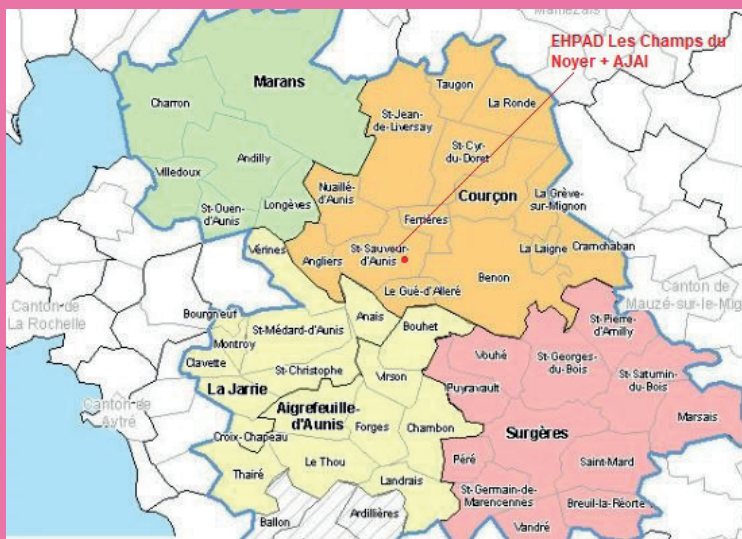 Marans
EHPAD Les Champs du
Noyer + AJAI
Taugon
La Ronde
Charron
St-Jean-
de-Liversay
St-Cyr-
du-Doret
Andilly
Villedoux
Nuaillé-
d'Aunis
Courçon
La Grève-
sur-Mignon
St-Ouen-
d'Aunis
Longèves
Ferrières
Vérines
Angliers
St-Sauveur-
d'Aunis
La Laigne
Cramchaban
Benon
Le Gué-d'Alleré
Canton de
La Rochelle
Canton de
Mauzé-sur-le-Mig
Bourgneuf
Anais
Bouhet
St-Pierre-
d'Amilly
Montroy
St-Médard-d'Aunis
Vouhé
St-Georges-
du-Bois
Clavette
St-Christophe
Virson
Puyravault
St-Saturnin-
du-Bois
La Jarrie
Canton de
Aytré
Aigrefeuille-
d'Aunis
Forges
Chambon
Surgères
Marsais
Croix-Chapeau
Thairé
Le Thou
Landrais
Péré
Saint-Mard
St-Germain-de-
Marencennes
Breuil-la-Réorte
Ballon
Ardillières
Vandré